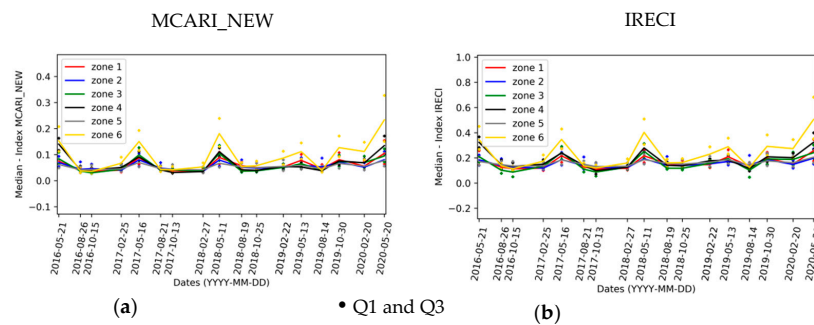 MCARI_NEW
IRECI
Median - Index MCARI_NEW
0.4
0.3
0.2
0.1
0.0
−0.1
zone 1
zone 2
zone 3
zone 4
zone 5
zone 6
2016-05-21
2016-08-26
2016-10-15
2017-02-25
2017-05-16
2017-08-21
2017-10-13
2018-02-27
2018-05-11
2018-08-19
2018-10-25
2019-02-22
2019-05-13
2019-08-14
2019-10-30
2020-02-20
2020-05-20
Dates (YYYY-MM-DD)
(a)
Median - Index IRECI
1.0
0.8
0.6
0.4
0.2
0.0
−0.2
zone 1
zone 2
zone 3
zone 4
zone 5
zone 6
2016-05-21
2016-08-26
2016-10-15
2017-02-25
2017-05-16
2017-08-21
2017-10-13
2018-02-27
2018-05-11
2018-08-19
2018-10-25
2019-02-22
2019-05-13
2019-08-14
2019-10-30
2020-02-20
Dates (YYYY-MM-DD)
(b)
• Q1 and Q3